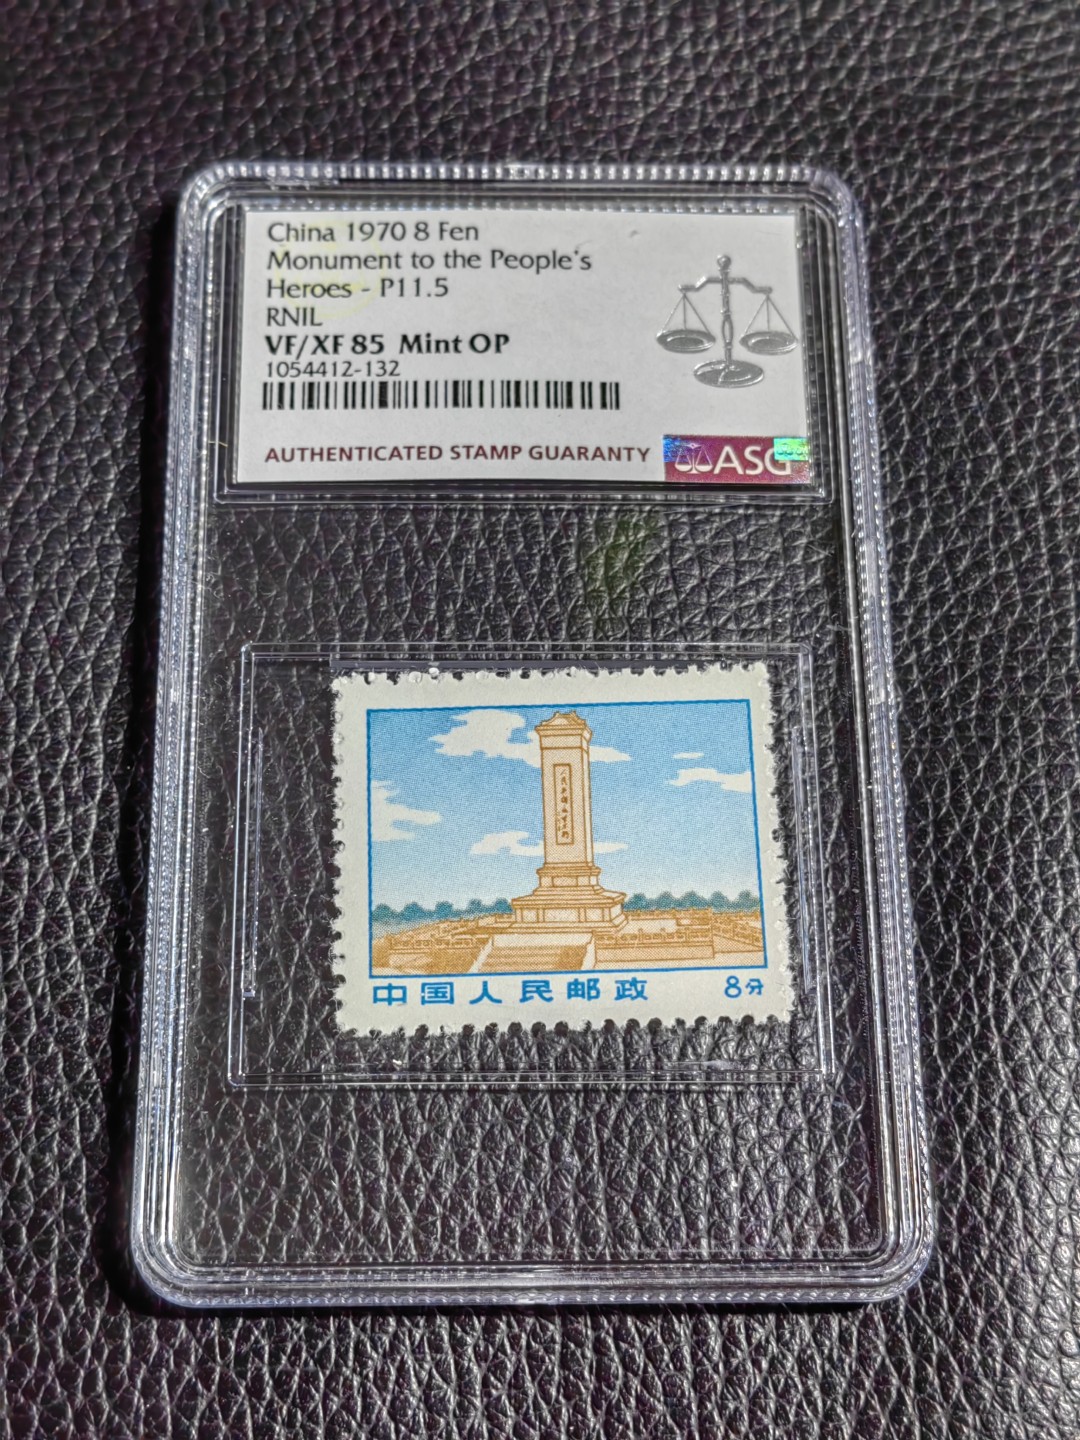 China 1970 8 Fen
Monument to the People's
Heroes - P11.5
RNIL
VF/XF 85 Mint OP
1054412-132
AUTHENTICATED STAMP GUARANTY
ASG
中国人民邮政 8分